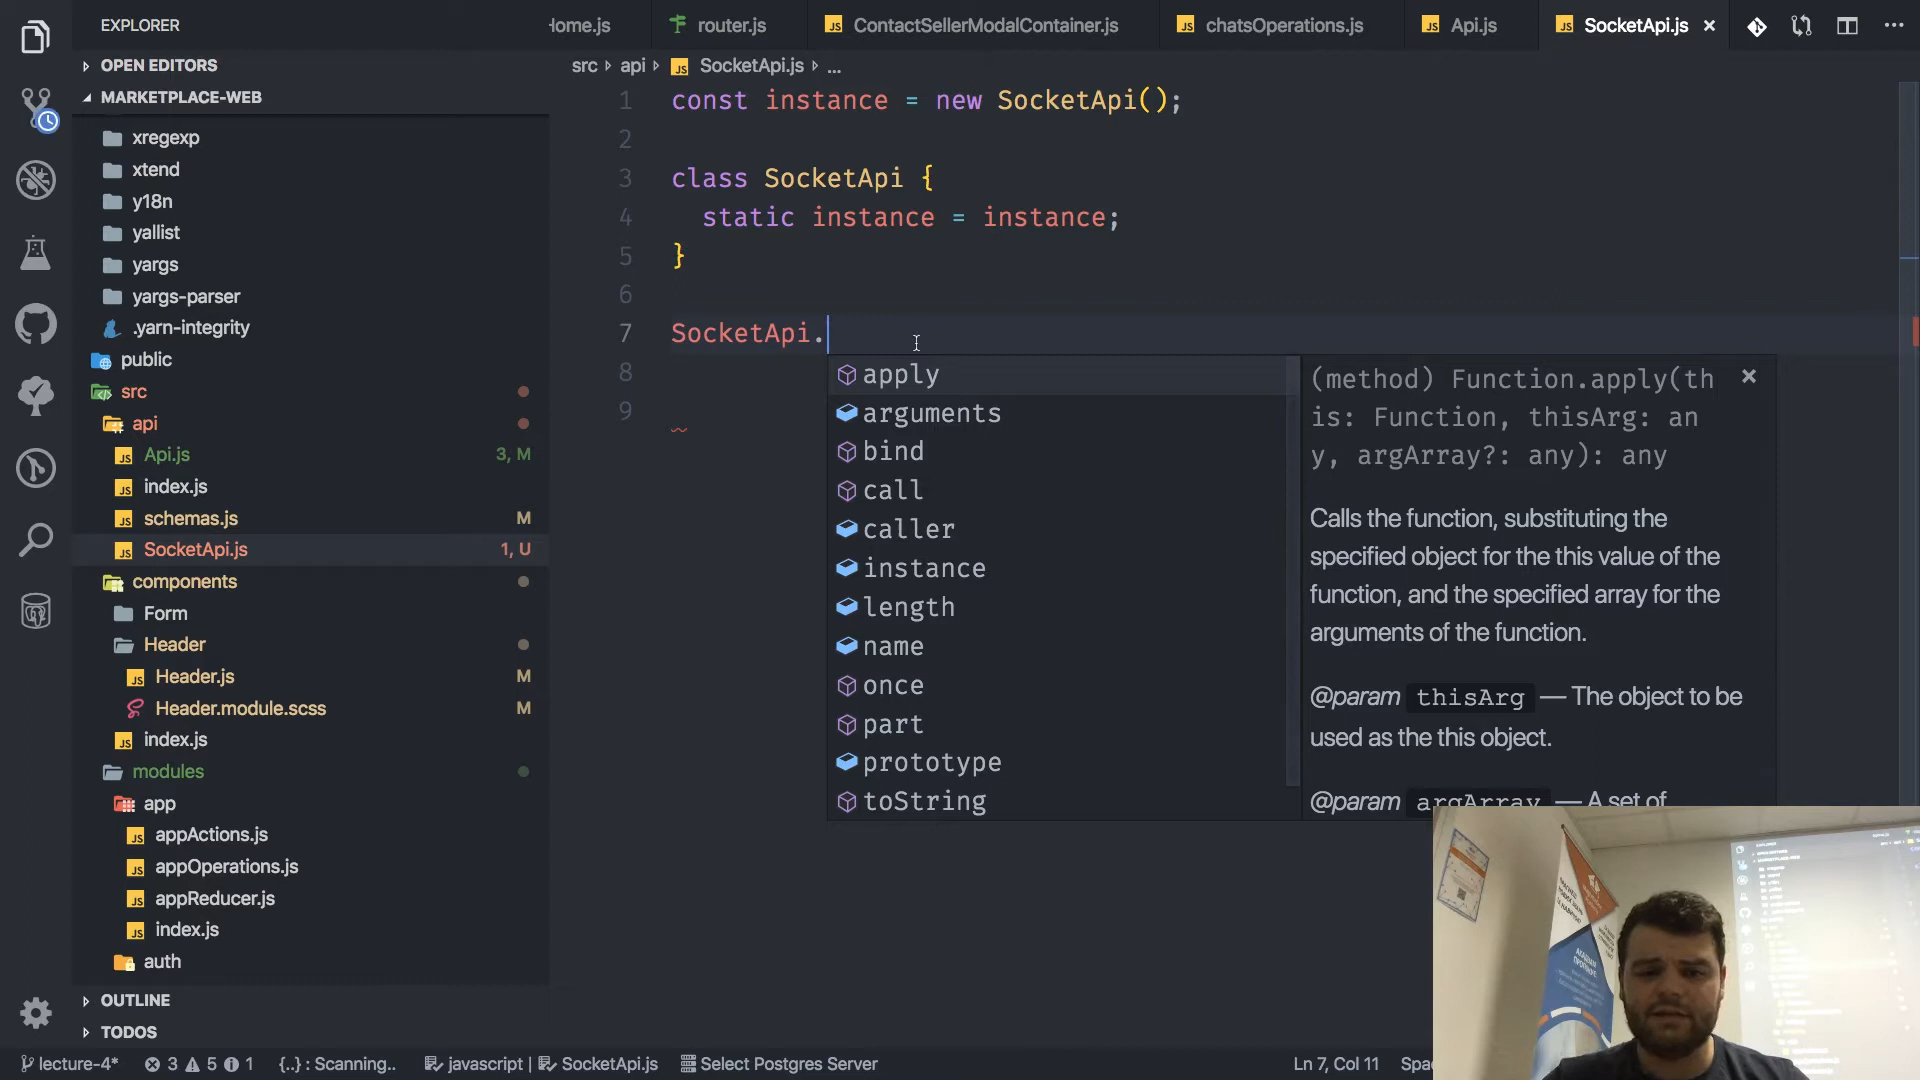 EXPLORER
Home.js
router.js
ContactSellerModalContainer.js
chatsOperations.js
Api.js
SocketApi.js
OPEN EDITORS
MARKETPLACE-WEB
xregexp
xtend
y18n
yallist
yargs
yargs-parser
.yarn-integrity
public
src
api
Api.js 3, M
index.js
schemas.js M
SocketApi.js 1, U
components
Form
Header
Header.js M
Header.module.scss M
index.js
modules
app
appActions.js
appOperations.js
appReducer.js
index.js
auth
OUTLINE
TODOS
src api SocketApi.js ...
1 const instance = new SocketApi();
2
3 class SocketApi {
4 static instance = instance;
5 }
6
7 SocketApi.
8
9
apply
arguments
bind
call
caller
instance
length
name
once
part
prototype
toString
(method) Function.apply(th
is: Function, thisArg: an
y, argArray?: any): any
Calls the function, substituting the
specified object for the this value of the
function, and the specified array for the
arguments of the function.
@param thisArg — The object to be
used as the this object.
@param argArray — A set of
lecture-4* 3 5 1 {..} : Scanning.. javascript | SocketApi.js Select Postgres Server Ln 7, Col 11